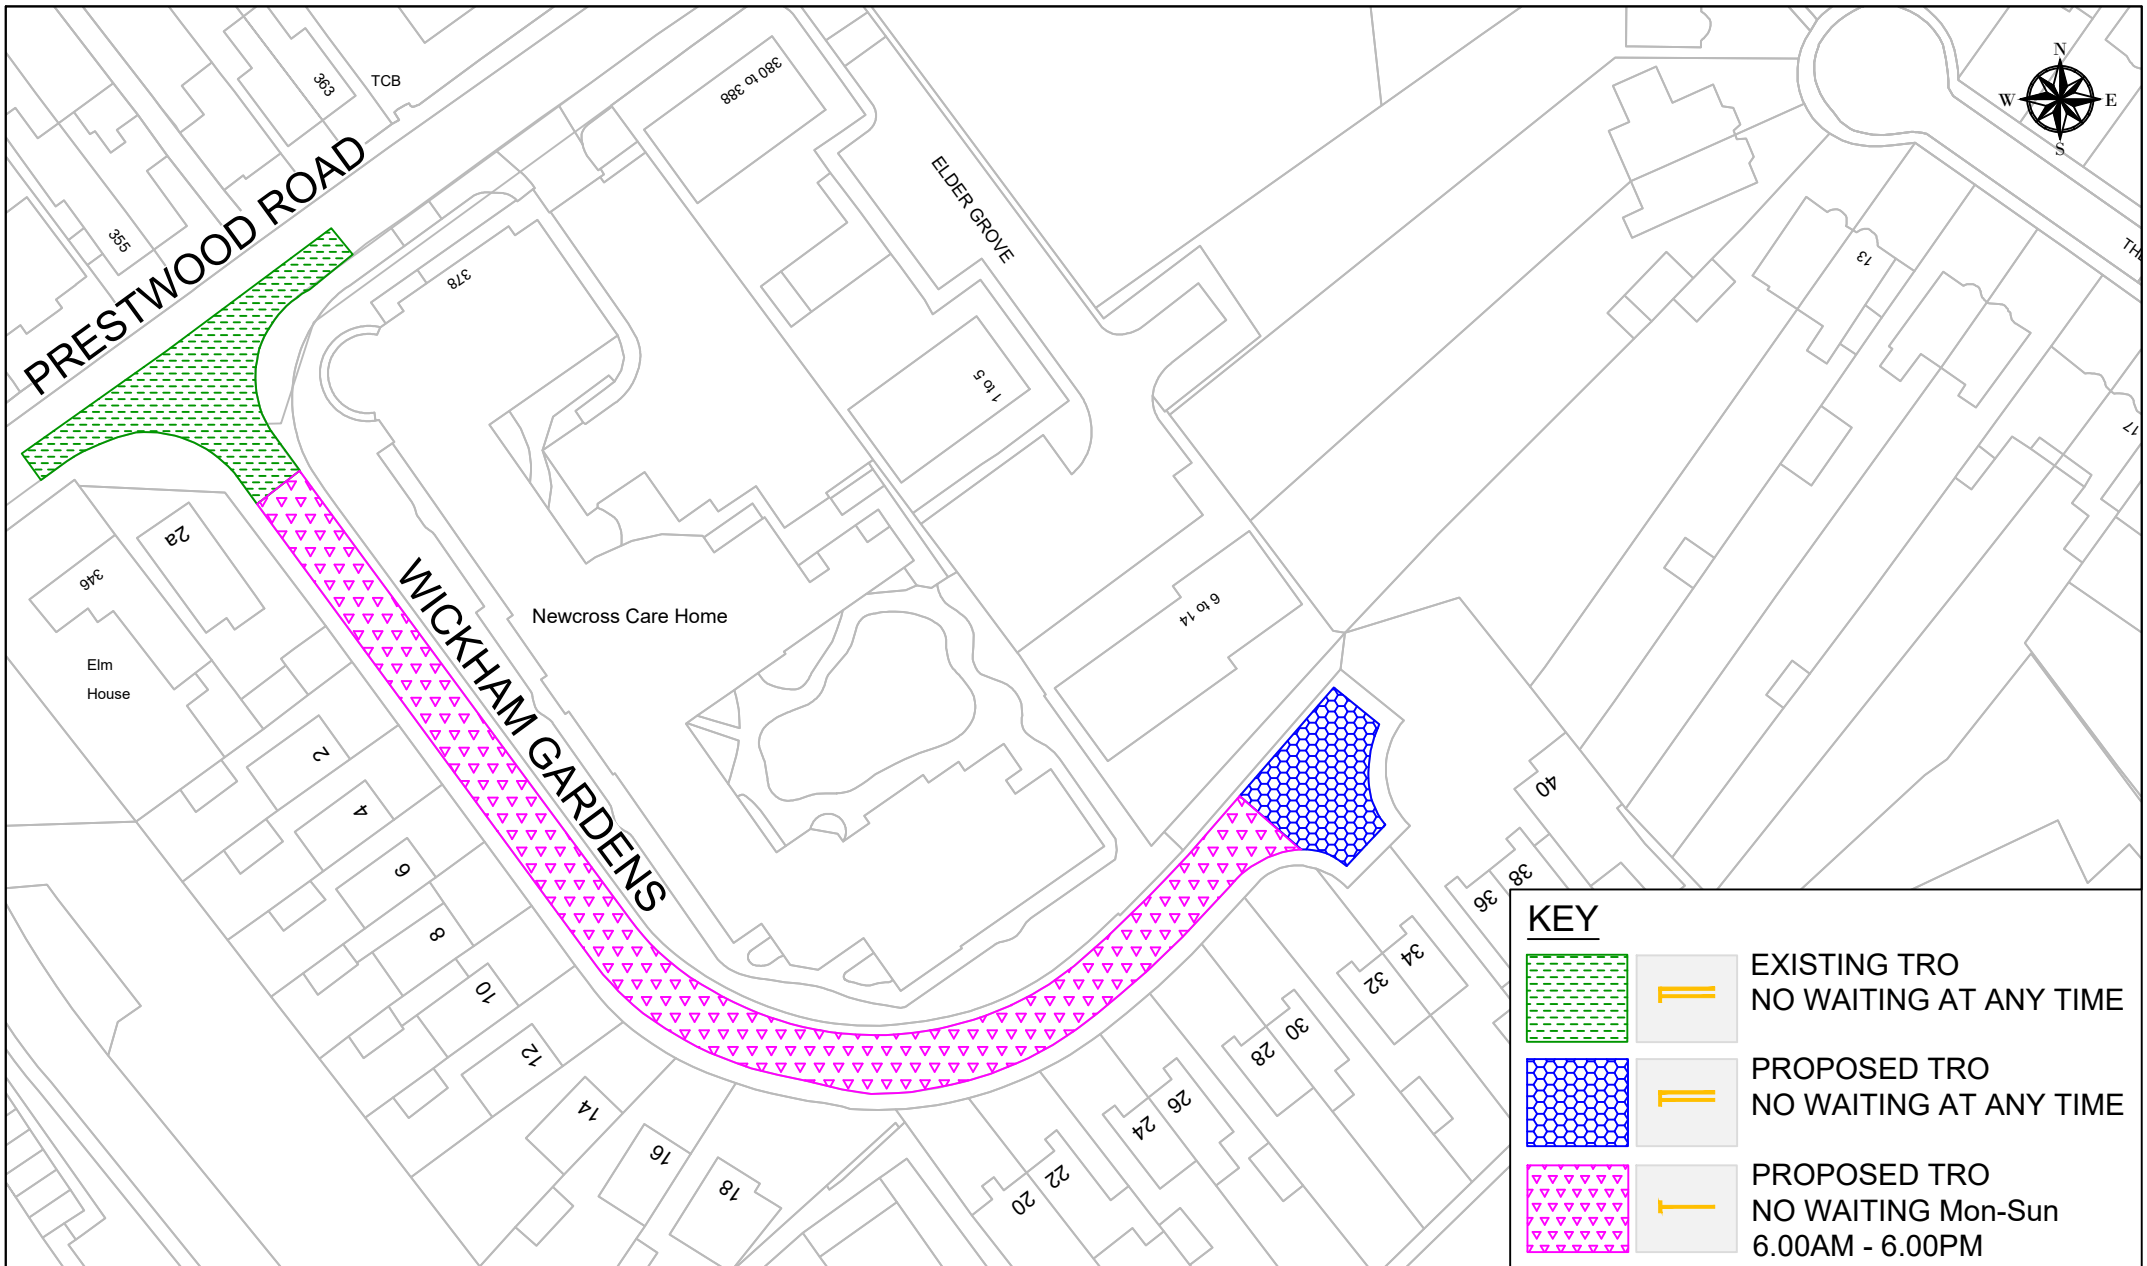 N
W E
S
363
TCB
355
PRESTWOOD ROAD
380 to 388
ELDER GROVE
378
13
17
1 to 5
2a
346
Elm
House
WICKHAM GARDENS
Newcross Care Home
6 to 14
2
4
6
8
10
12
14
16
18
20
22
24
26
28
30
32
34
36
38
40
KEY
EXISTING TRO
NO WAITING AT ANY TIME
PROPOSED TRO
NO WAITING AT ANY TIME
PROPOSED TRO
NO WAITING Mon-Sun
6.00AM - 6.00PM